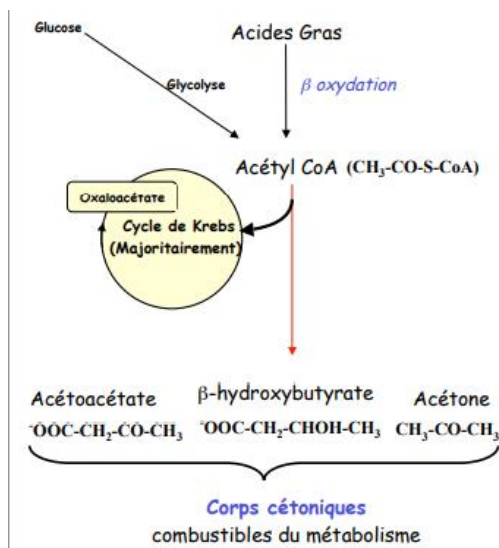 Glucose
Acides Gras
Glycolyse
β oxydation
Acétyl CoA (CH₃-CO-S-CoA)
Oxaloacétate
Cycle de Krebs
(Majoritairement)
Acétoacétate
β-hydroxybutyrate
Acétone
⁻OOC-CH₂-CO-CH₃
⁻OOC-CH₂-CHOH-CH₃
CH₃-CO-CH₃
Corps cétoniques
combustibles du métabolisme